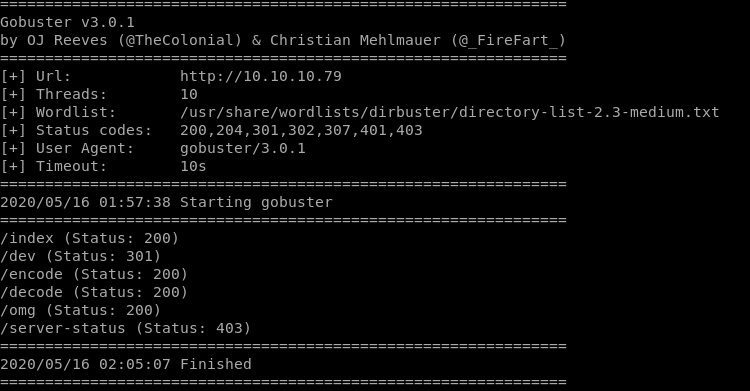 ===============================================================
Gobuster v3.0.1
by OJ Reeves (@TheColonial) & Christian Mehlmauer (@_FireFart_)
===============================================================
[+] Url:            http://10.10.10.79
[+] Threads:        10
[+] Wordlist:       /usr/share/wordlists/dirbuster/directory-list-2.3-medium.txt
[+] Status codes:   200,204,301,302,307,401,403
[+] User Agent:     gobuster/3.0.1
[+] Timeout:        10s
===============================================================
2020/05/16 01:57:38 Starting gobuster
===============================================================
/index (Status: 200)
/dev (Status: 301)
/encode (Status: 200)
/decode (Status: 200)
/omg (Status: 200)
/server-status (Status: 403)
===============================================================
2020/05/16 02:05:07 Finished
===============================================================